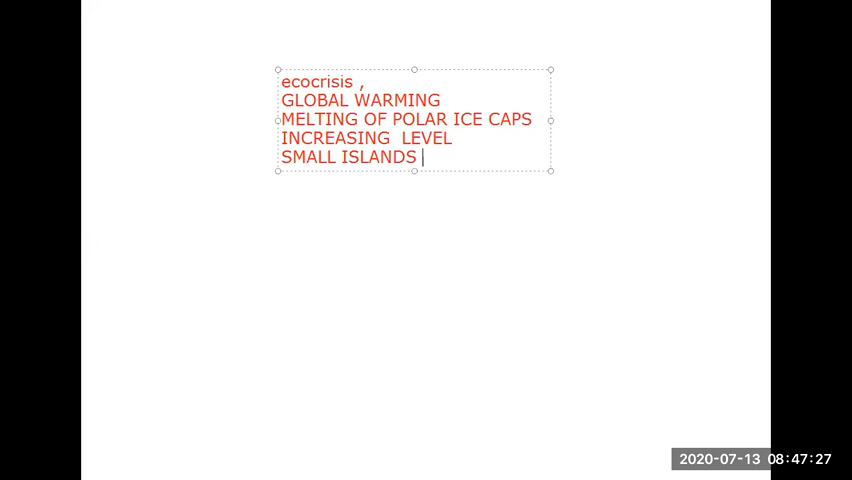 ecocrisis ,
GLOBAL WARMING
MELTING OF POLAR ICE CAPS
INCREASING  LEVEL
SMALL ISLANDS
2020-07-13 08:47:27